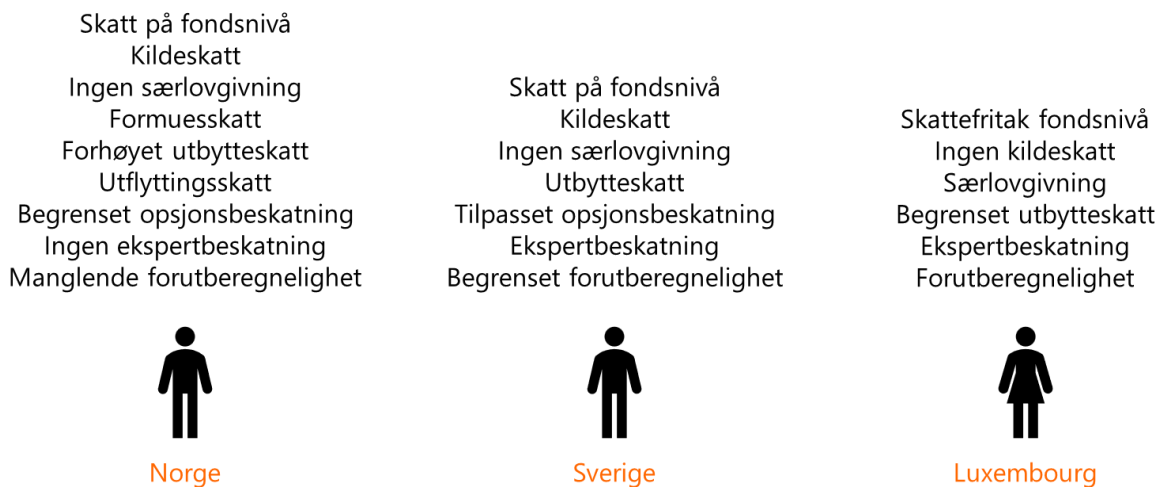 Skatt på fondsnivå
Kildeskatt
Ingen særlovgivning
Formuesskatt
Forhøyet utbytteskatt
Utflyttingsskatt
Begrenset opsjonsbeskatning
Ingen ekspertbeskatning
Manglende forutberegnelighet
Norge
Skatt på fondsnivå
Kildeskatt
Ingen særlovgivning
Utbytteskatt
Tilpasset opsjonsbeskatning
Ekspertbeskatning
Begrenset forutberegnelighet
Sverige
Skattefritak fondsnivå
Ingen kildeskatt
Særlovgivning
Begrenset utbytteskatt
Ekspertbeskatning
Forutberegnelighet
Luxembourg